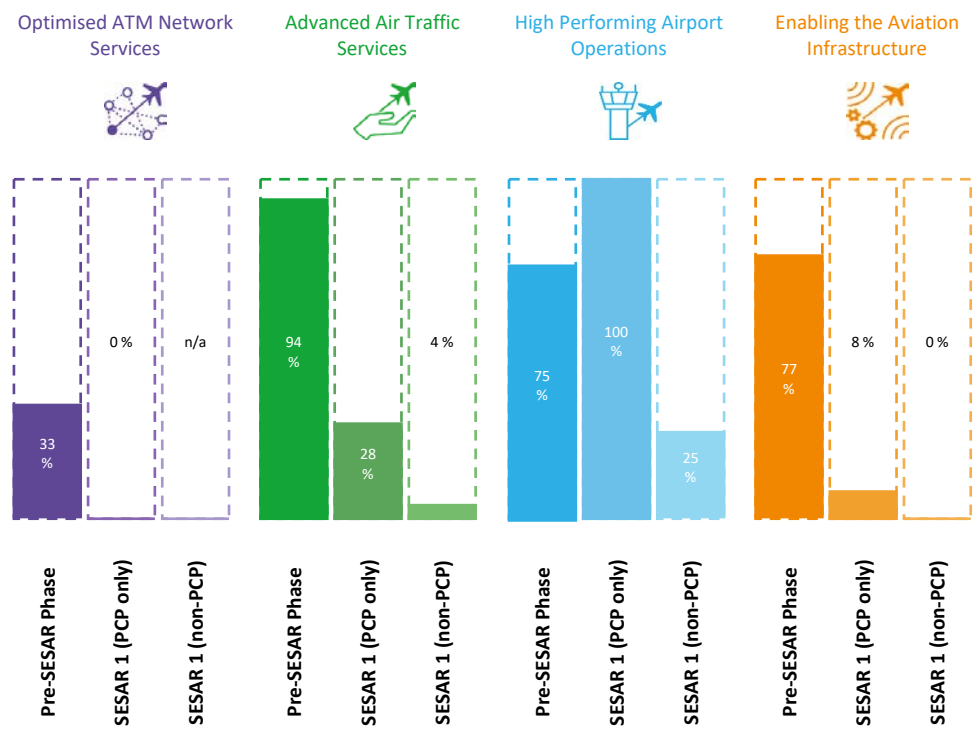 Optimised ATM Network
Services
Advanced Air Traffic
Services
High Performing Airport
Operations
Enabling the Aviation
Infrastructure
33
%
0 %
n/a
94
%
28
%
4 %
75
%
100
%
25
%
77
%
8 %
0 %
Pre-SESAR Phase
SESAR 1 (PCP only)
SESAR 1 (non-PCP)
Pre-SESAR Phase
SESAR 1 (PCP only)
SESAR 1 (non-PCP)
Pre-SESAR Phase
SESAR 1 (PCP only)
SESAR 1 (non-PCP)
Pre-SESAR Phase
SESAR 1 (PCP only)
SESAR 1 (non-PCP)